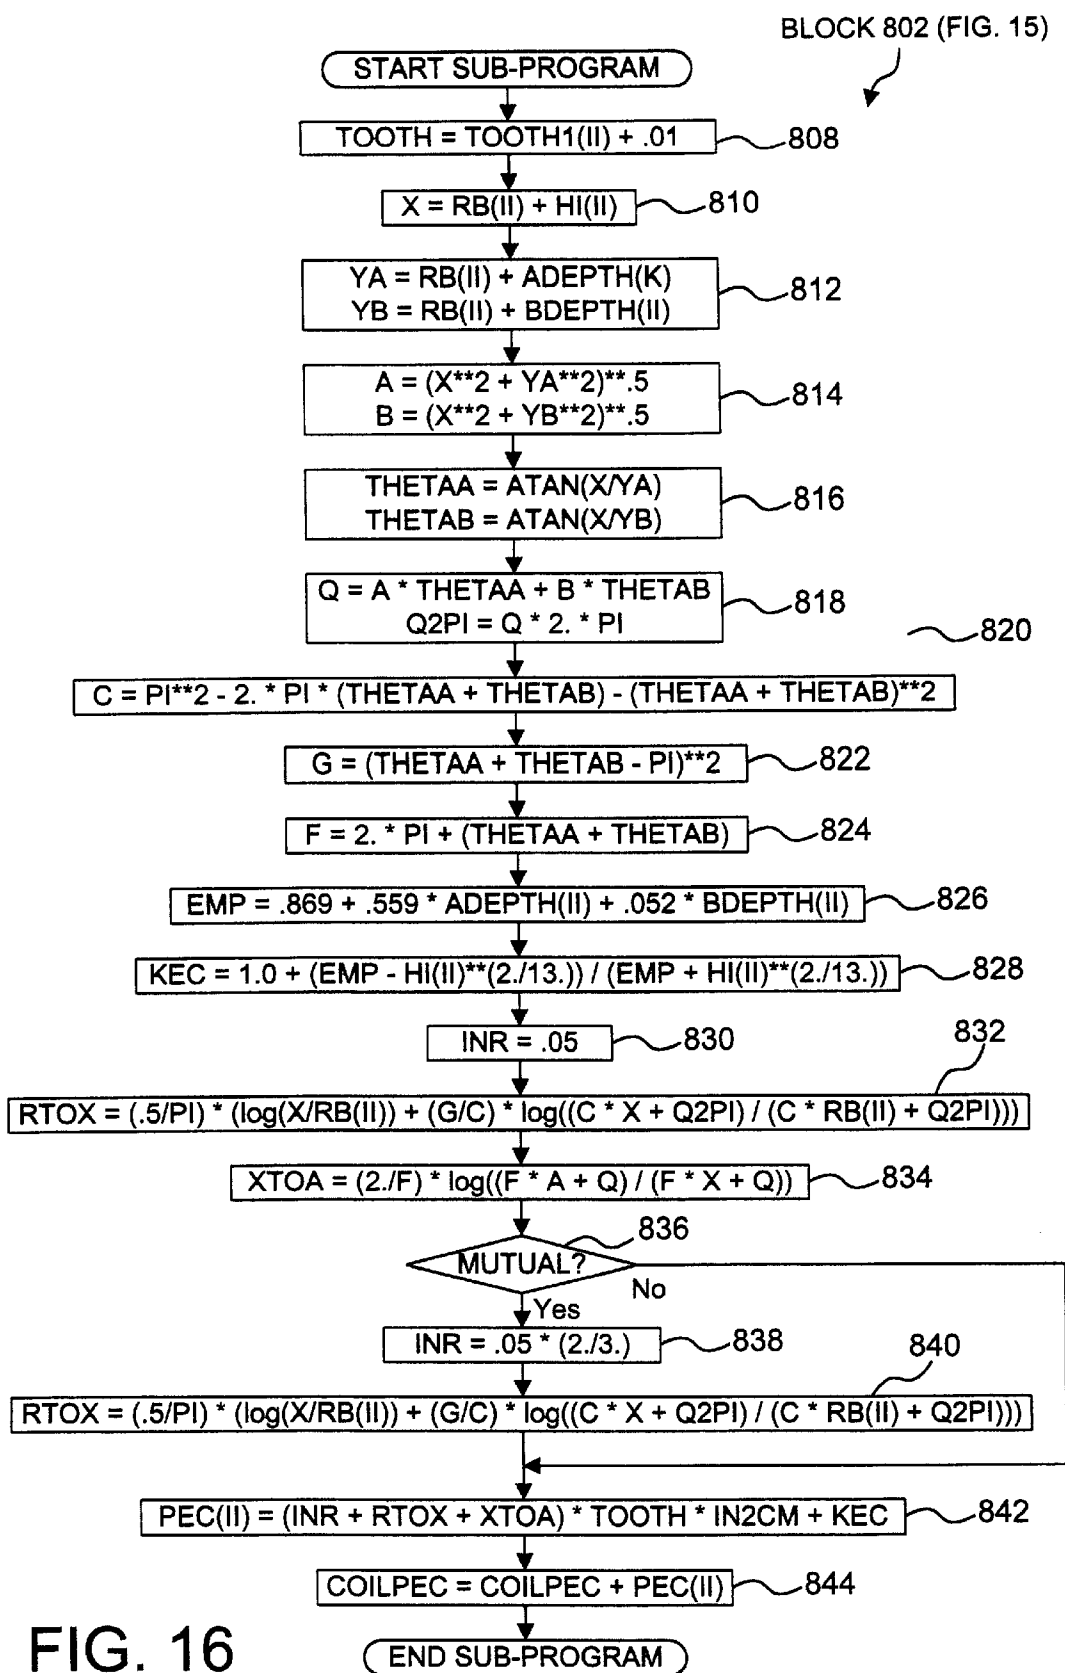 BLOCK 802 (FIG. 15)
START SUB-PROGRAM
TOOTH = TOOTH1(II) + .01
808
X = RB(II) + HI(II)
810
YA = RB(II) + ADEPTH(K)
YB = RB(II) + BDEPTH(II)
812
A = (X**2 + YA**2)**.5
B = (X**2 + YB**2)**.5
814
THETAA = ATAN(X/YA)
THETAB = ATAN(X/YB)
816
Q = A * THETAA + B * THETAB
Q2PI = Q * 2. * PI
818
820
C = PI**2 - 2. * PI * (THETAA + THETAB) - (THETAA + THETAB)**2
G = (THETAA + THETAB - PI)**2
822
F = 2. * PI + (THETAA + THETAB)
824
EMP = .869 + .559 * ADEPTH(II) + .052 * BDEPTH(II)
826
KEC = 1.0 + (EMP - HI(II)**(2./13.)) / (EMP + HI(II)**(2./13.))
828
INR = .05
830
832
RTOX = (.5/PI) * (log(X/RB(II)) + (G/C) * log((C * X + Q2PI) / (C * RB(II) + Q2PI)))
XTOA = (2./F) * log((F * A + Q) / (F * X + Q))
834
836
MUTUAL?
No
Yes
INR = .05 * (2./3.)
838
840
RTOX = (.5/PI) * (log(X/RB(II)) + (G/C) * log((C * X + Q2PI) / (C * RB(II) + Q2PI)))
PEC(II) = (INR + RTOX + XTOA) * TOOTH * IN2CM + KEC
842
COILPEC = COILPEC + PEC(II)
844
FIG. 16
END SUB-PROGRAM